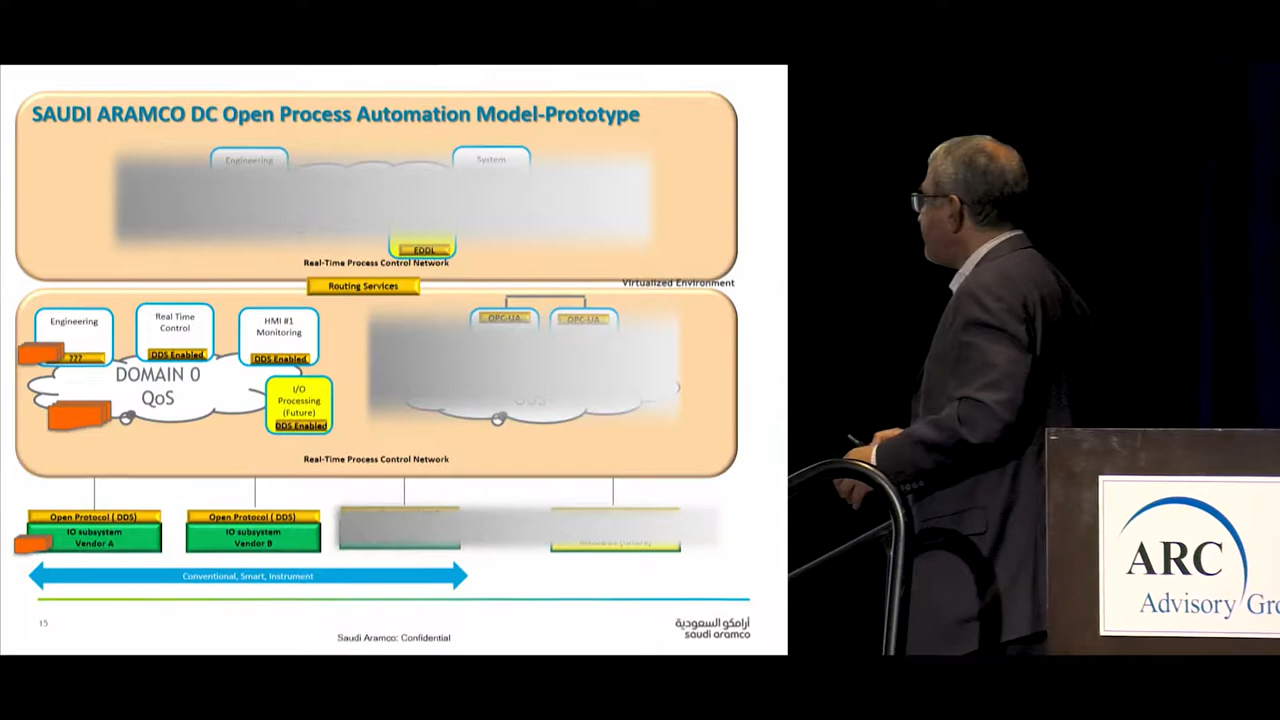 SAUDI ARAMCO DC Open Process Automation Model-Prototype
Engineering
System
EDDL
Real-Time Process Control Network
Routing Services
Virtualized Environment
Engineering
???
Real Time
Control
DDS Enabled
HMI #1
Monitoring
DDS Enabled
OPC-UA
OPC-UA
DOMAIN 0
QoS
I/O
Processing
(Future)
DDS Enabled
Real-Time Process Control Network
Open Protocol ( DDS)
IO subsystem
Vendor A
Open Protocol ( DDS)
IO subsystem
Vendor B
Conventional, Smart, Instrument
15
Saudi Aramco: Confidential
أرامكو السعودية
saudi aramco
ARC
Advisory Gro